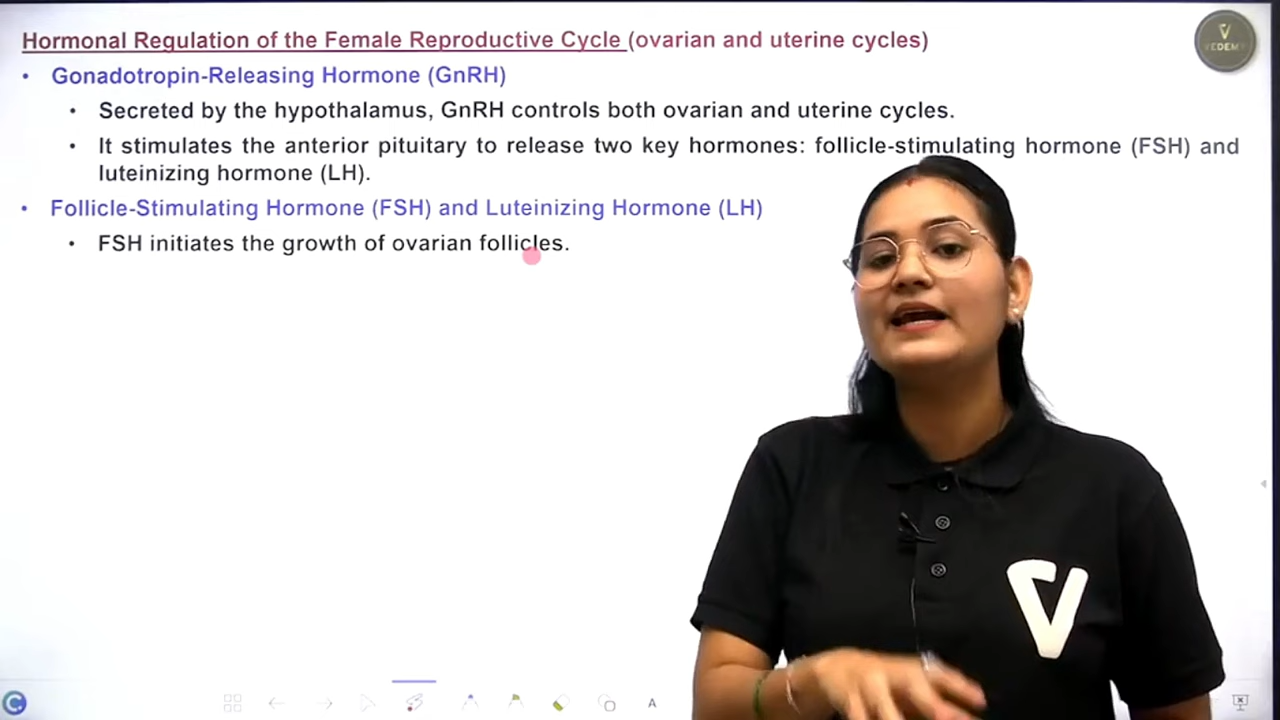 Hormonal Regulation of the Female Reproductive Cycle (ovarian and uterine cycles)
• Gonadotropin-Releasing Hormone (GnRH)
• Secreted by the hypothalamus, GnRH controls both ovarian and uterine cycles.
• It stimulates the anterior pituitary to release two key hormones: follicle-stimulating hormone (FSH) and
luteinizing hormone (LH).
• Follicle-Stimulating Hormone (FSH) and Luteinizing Hormone (LH)
• FSH initiates the growth of ovarian follicles.
V
VEDEMY
V
A